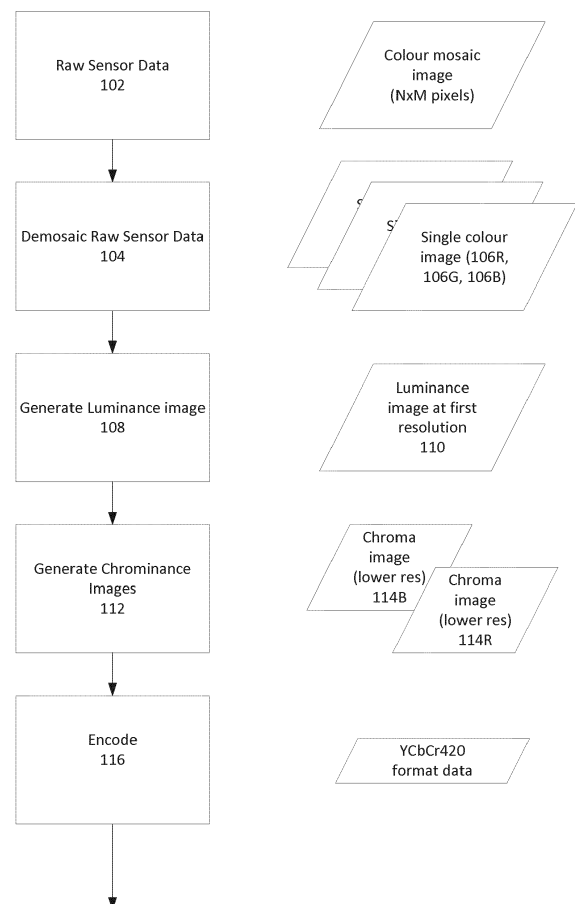 Raw Sensor Data
102
Colour mosaic
image
(NxM pixels)
Demosaic Raw Sensor Data
104
Single colour
image (106R,
106G, 106B)
Generate Luminance image
108
Luminance
image at first
resolution
110
Generate Chrominance
Images
112
Chroma
image
(lower res)
114B
Chroma
image
(lower res)
114R
Encode
116
YCbCr420
format data